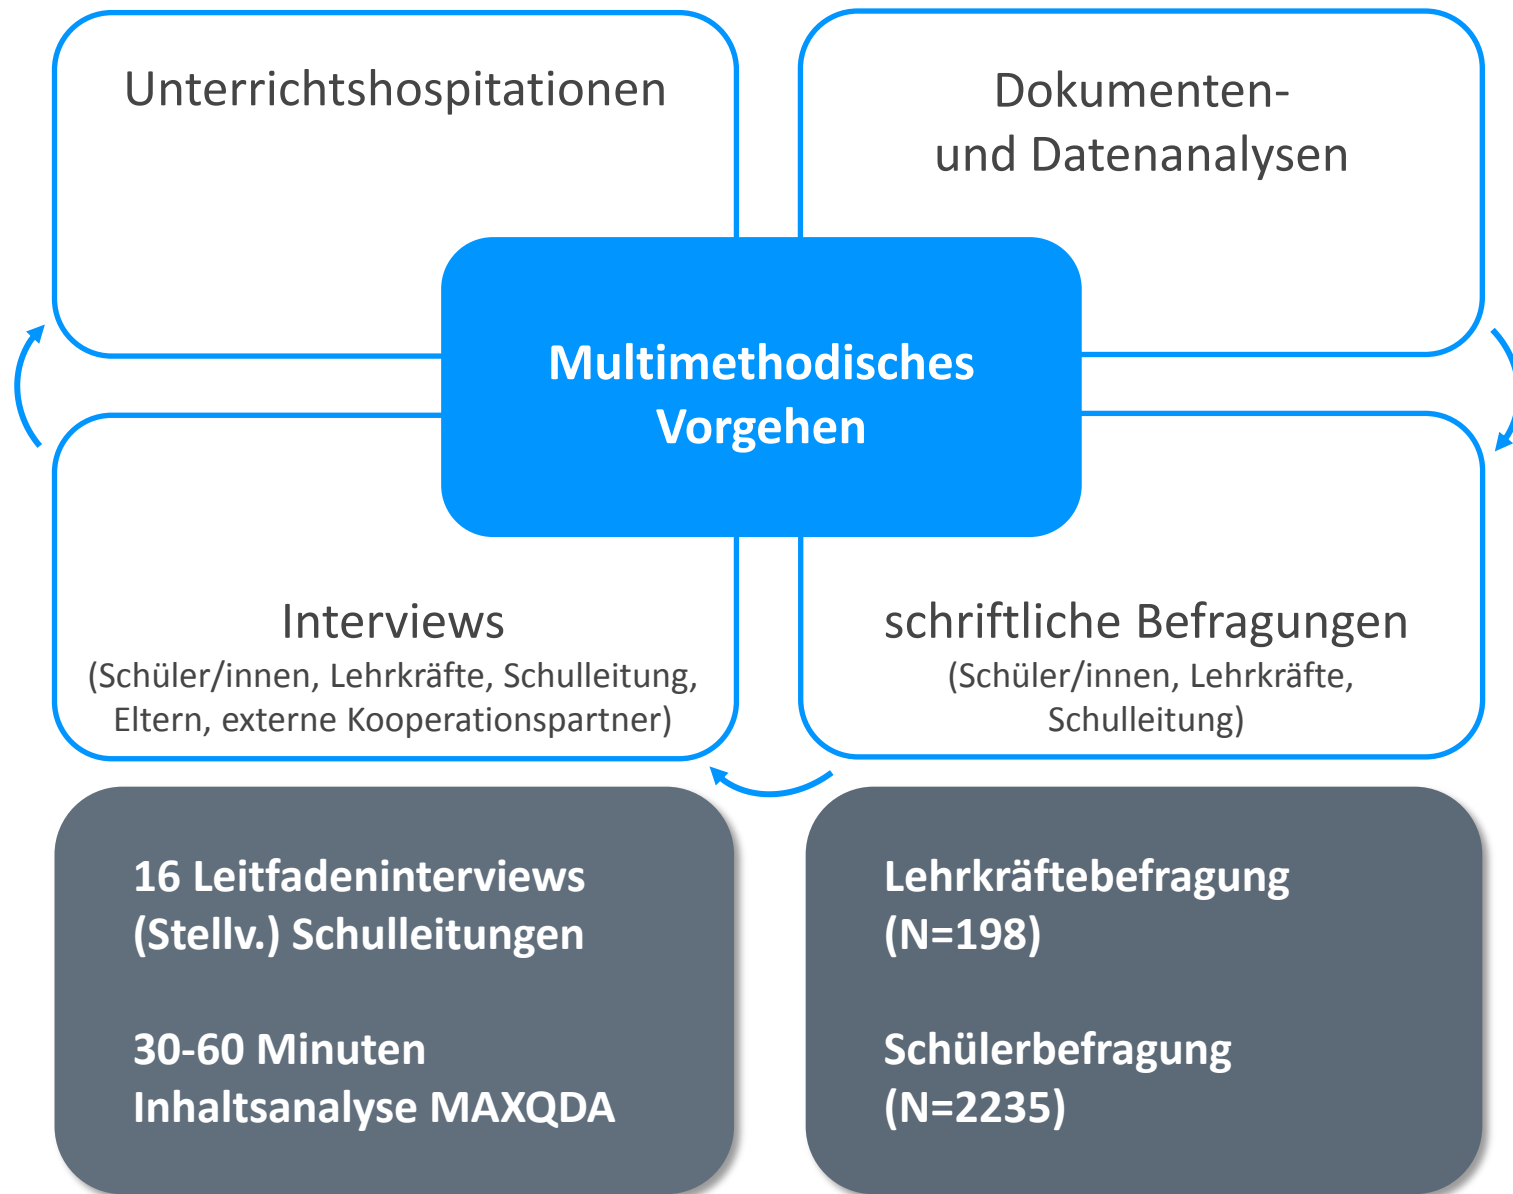 Unterrichtshospitationen
Dokumenten-
und Datenanalysen
Multimethodisches
Vorgehen
Interviews
(Schüler/innen, Lehrkräfte, Schulleitung,
Eltern, externe Kooperationspartner)
schriftliche Befragungen
(Schüler/innen, Lehrkräfte,
Schulleitung)
16 Leitfadeninterviews
(Stellv.) Schulleitungen
30-60 Minuten
Inhaltsanalyse MAXQDA
Lehrkräftebefragung
(N=198)
Schülerbefragung
(N=2235)